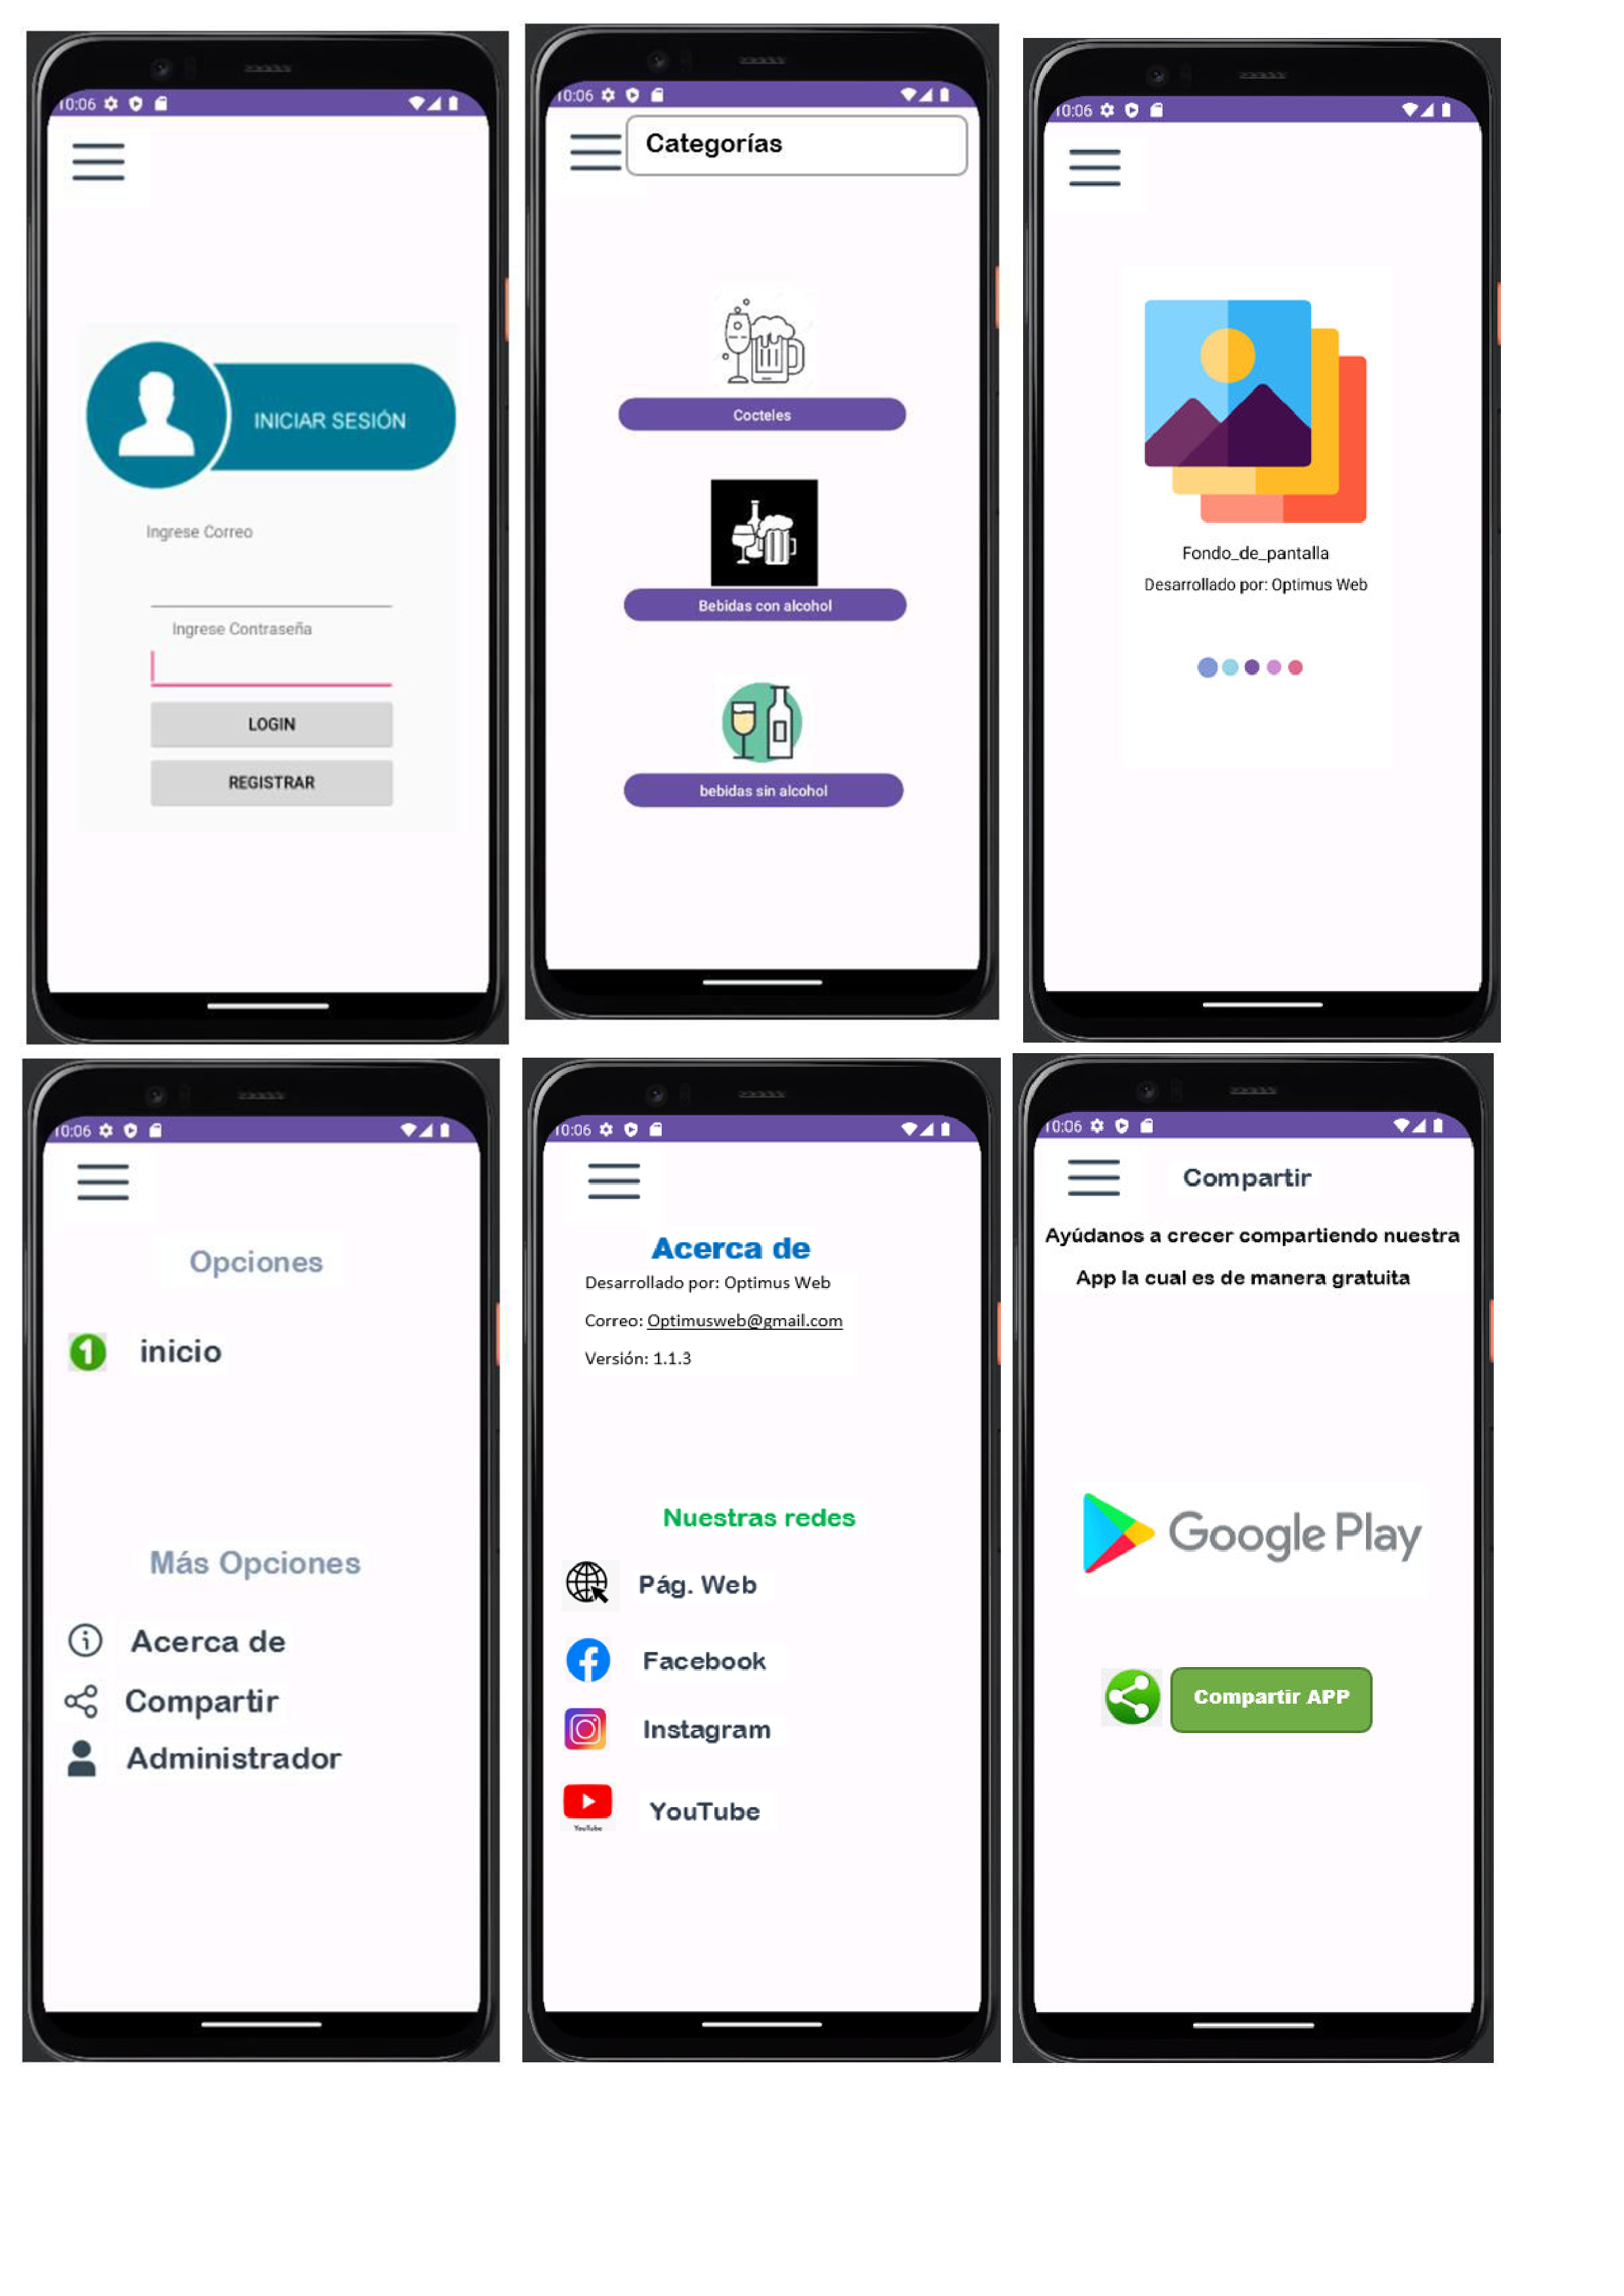 10:06
INICIAR SESIÓN
Ingrese Correo
Ingrese Contraseña
LOGIN
REGISTRAR
10:06
Categorías
Cocteles
Bebidas con alcohol
bebidas sin alcohol
10:06
Fondo_de_pantalla
Desarrollado por: Optimus Web
10:06
Opciones
1 inicio
Más Opciones
Acerca de
Compartir
Administrador
10:06
Acerca de
Desarrollado por: Optimus Web
Correo: Optimusweb@gmail.com
Versión: 1.1.3
Nuestras redes
Pág. Web
Facebook
Instagram
YouTube
YouTube
10:06
Compartir
Ayúdanos a crecer compartiendo nuestra
App la cual es de manera gratuita
Google Play
Compartir APP